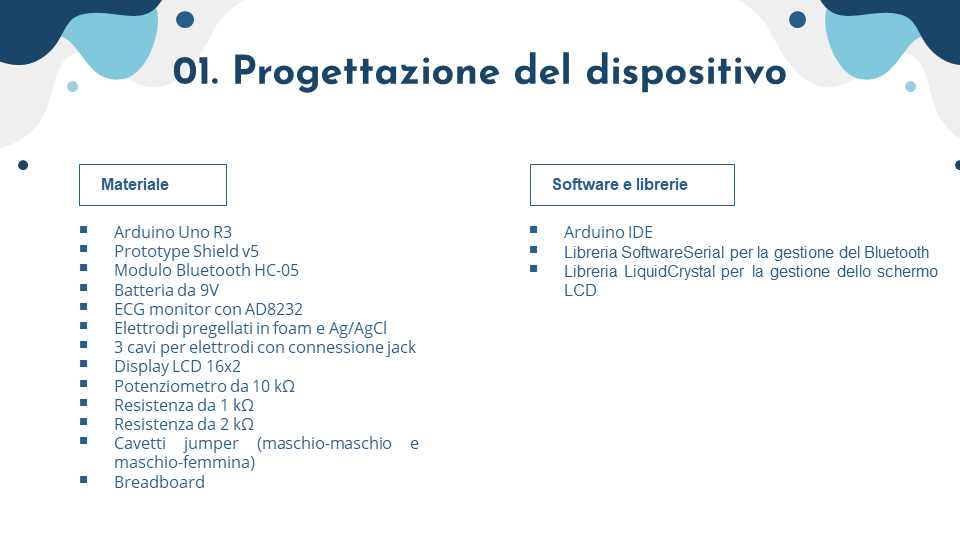 01. Progettazione del dispositivo
Materiale
Arduino Uno R3
Prototype Shield v5
Modulo Bluetooth HC-05
Batteria da 9V
ECG monitor con AD8232
Elettrodi pregellati in foam e Ag/AgCl
3 cavi per elettrodi con connessione jack
Display LCD 16x2
Potenziometro da 10 kΩ
Resistenza da 1 kΩ
Resistenza da 2 kΩ
Cavetti jumper (maschio-maschio e
maschio-femmina)
Breadboard
Software e librerie
Arduino IDE
Libreria SoftwareSerial per la gestione del Bluetooth
Libreria LiquidCrystal per la gestione dello schermo
LCD